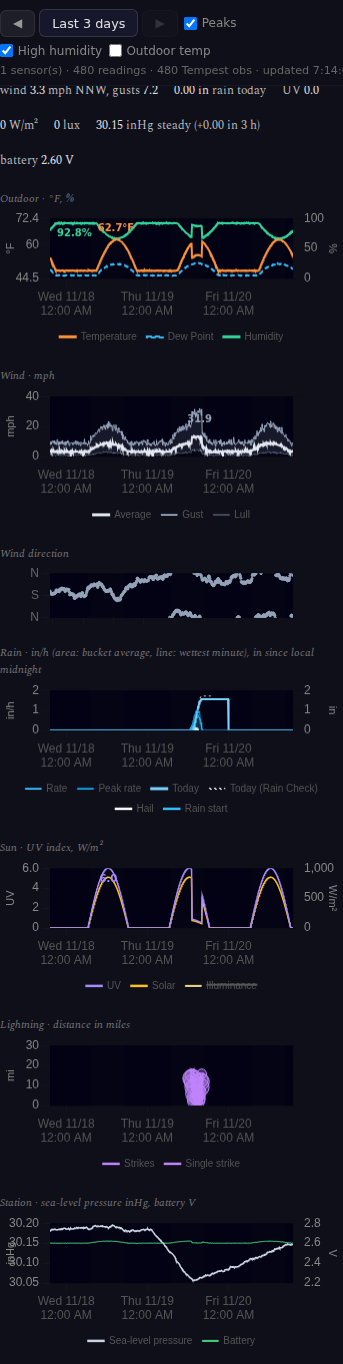 ◄ Last 3 days ► Peaks
High humidity Outdoor temp
1 sensor(s) · 480 readings · 480 Tempest obs · updated 7:14:
wind 3.3 mph NNW, gusts 7.2 0.00 in rain today UV 0.0
0 W/m² 0 lux 30.15 inHg steady (+0.00 in 3 h)
battery 2.60 V
Outdoor · °F, %
72.4 100
92.8% 62.7°F
60 50
44.5 0
°F %
Wed 11/18 Thu 11/19 Fri 11/20
12:00 AM 12:00 AM 12:00 AM
Temperature Dew Point Humidity
Wind · mph
40
31.9
20
0
mph
Wed 11/18 Thu 11/19 Fri 11/20
12:00 AM 12:00 AM 12:00 AM
Average Gust Lull
Wind direction
N
S
N
Rain · in/h (area: bucket average, line: wettest minute), in since local
midnight
2 2
1 1
0 0
in/h in
Wed 11/18 Thu 11/19 Fri 11/20
12:00 AM 12:00 AM 12:00 AM
Rate Peak rate Today Today (Rain Check)
Hail Rain start
Sun · UV index, W/m²
6.0 1,000
6.0
4 500
2
0 0
UV W/m²
Wed 11/18 Thu 11/19 Fri 11/20
12:00 AM 12:00 AM 12:00 AM
UV Solar Illuminance
Lightning · distance in miles
30
20
10
0
mi
Wed 11/18 Thu 11/19 Fri 11/20
12:00 AM 12:00 AM 12:00 AM
Strikes Single strike
Station · sea-level pressure inHg, battery V
30.20 2.8
30.15 2.6
30.10 2.4
30.05 2.2
inHg V
Wed 11/18 Thu 11/19 Fri 11/20
12:00 AM 12:00 AM 12:00 AM
Sea-level pressure Battery